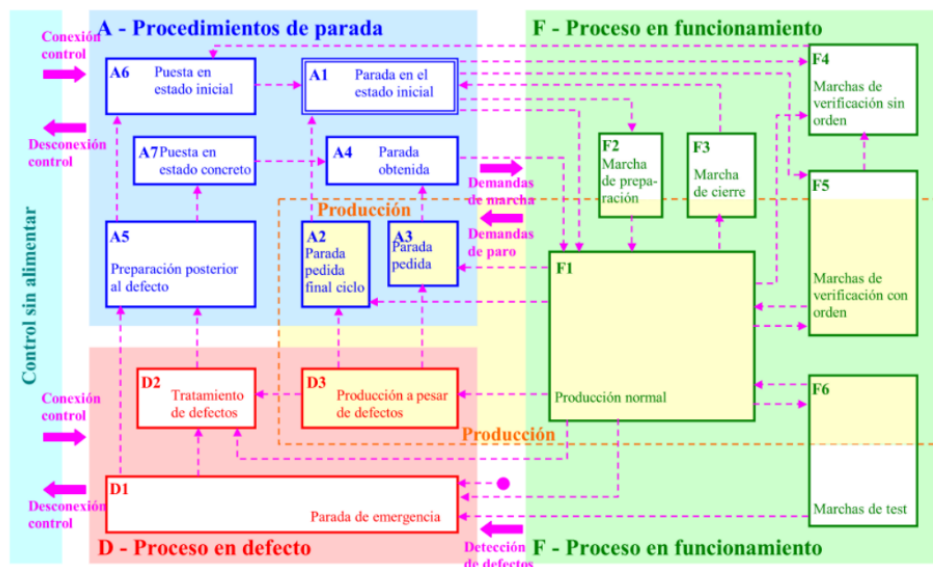 A - Procedimientos de parada
F - Proceso en funcionamiento
Conexión
control
A6
Puesta en
estado inicial
A1
Parada en el
estado inicial
F4
Marchas de
verificación sin
orden
Desconexión
control
A7
Puesta en
estado concreto
A4
Parada
obtenida
F2
Marcha
de prepa-
ración
F3
Marcha
de cierre
Demandas
de marcha
F5
Marchas de
verificación con
orden
Producción
Demandas
de paro
A5
Preparación posterior
al defecto
A2
Parada
pedida
final ciclo
A3
Parada
pedida
F1
Producción normal
Control sin alimentar
D2
Tratamiento
de defectos
D3
Producción a pesar
de defectos
F6
Marchas de test
Conexión
control
Producción
D1
Parada de emergencia
Desconexión
control
D - Proceso en defecto
Detección
de defectos
F - Proceso en funcionamiento